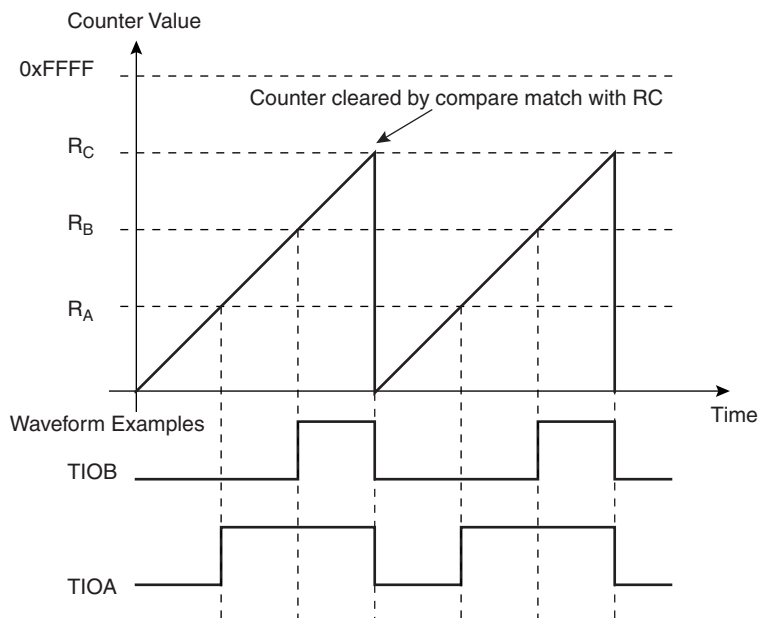 Counter Value
0xFFFF
Counter cleared by compare match with RC
RC
RB
RA
Time
Waveform Examples
TIOB
TIOA